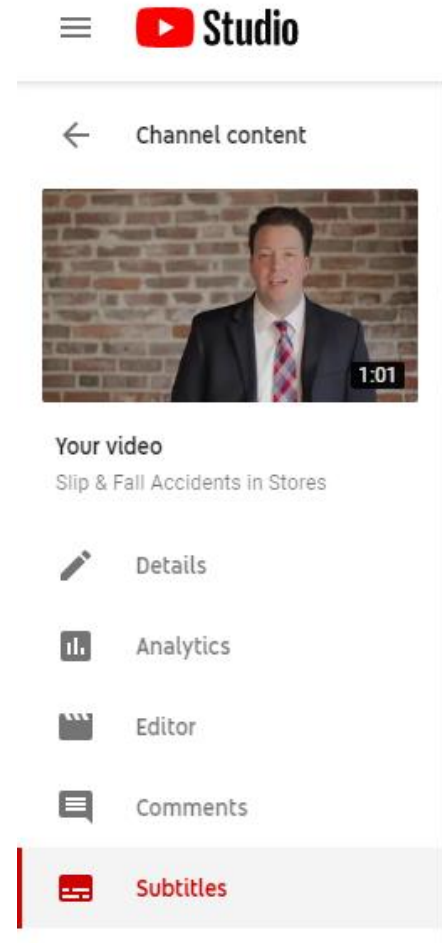 Studio
Channel content
1:01
Your video
Slip & Fall Accidents in Stores
Details
Analytics
Editor
Comments
Subtitles